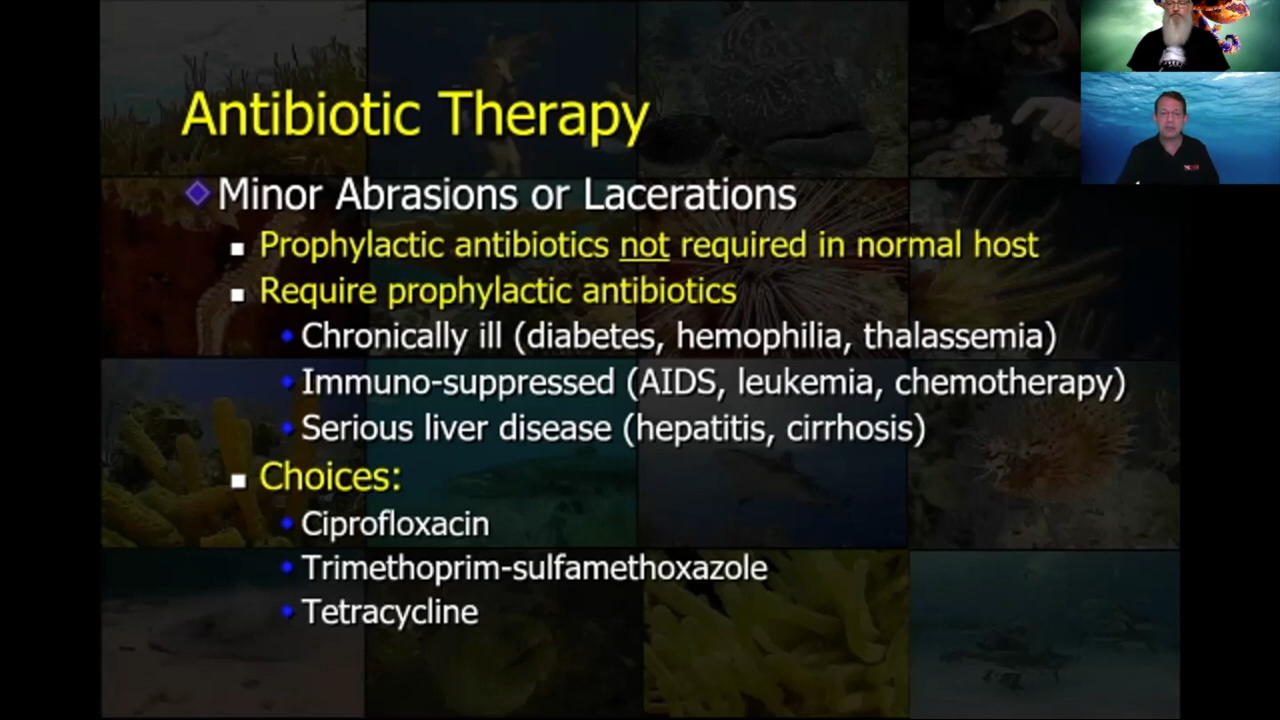 Antibiotic Therapy
Minor Abrasions or Lacerations
Prophylactic antibiotics not required in normal host
Require prophylactic antibiotics
Chronically ill (diabetes, hemophilia, thalassemia)
Immuno-suppressed (AIDS, leukemia, chemotherapy)
Serious liver disease (hepatitis, cirrhosis)
Choices:
Ciprofloxacin
Trimethoprim-sulfamethoxazole
Tetracycline